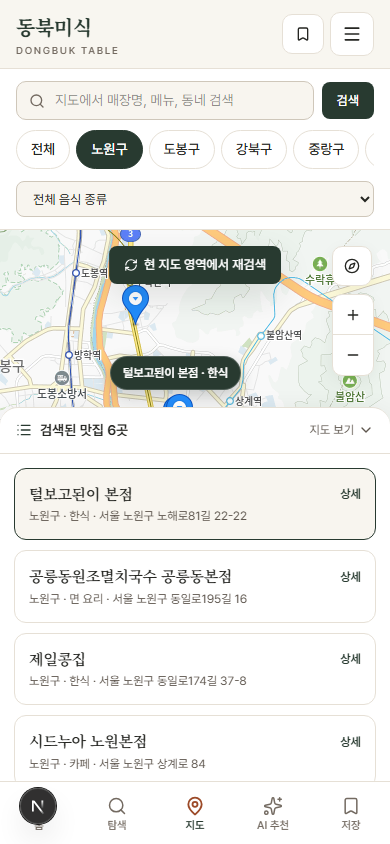 동북미식
DONGBUK TABLE
지도에서 매장명, 메뉴, 동네 검색
검색
전체
노원구
도봉구
강북구
중랑구
전체 음식 종류
3
현 지도 영역에서 재검색
도봉역
수락휴
불암산역
방학역
봉구
도봉소방서
털보고된이 본점 · 한식
상계역
불암산
검색된 맛집 6곳
지도 보기
털보고된이 본점
상세
노원구 · 한식 · 서울 노원구 노해로81길 22-22
공릉동원조멸치국수 공릉동본점
상세
노원구 · 면 요리 · 서울 노원구 동일로195길 16
제일콩집
상세
노원구 · 한식 · 서울 노원구 동일로174길 37-8
시드누아 노원본점
상세
노원구 · 카페 · 서울 노원구 상계로 84
N
탐색
지도
AI 추천
저장